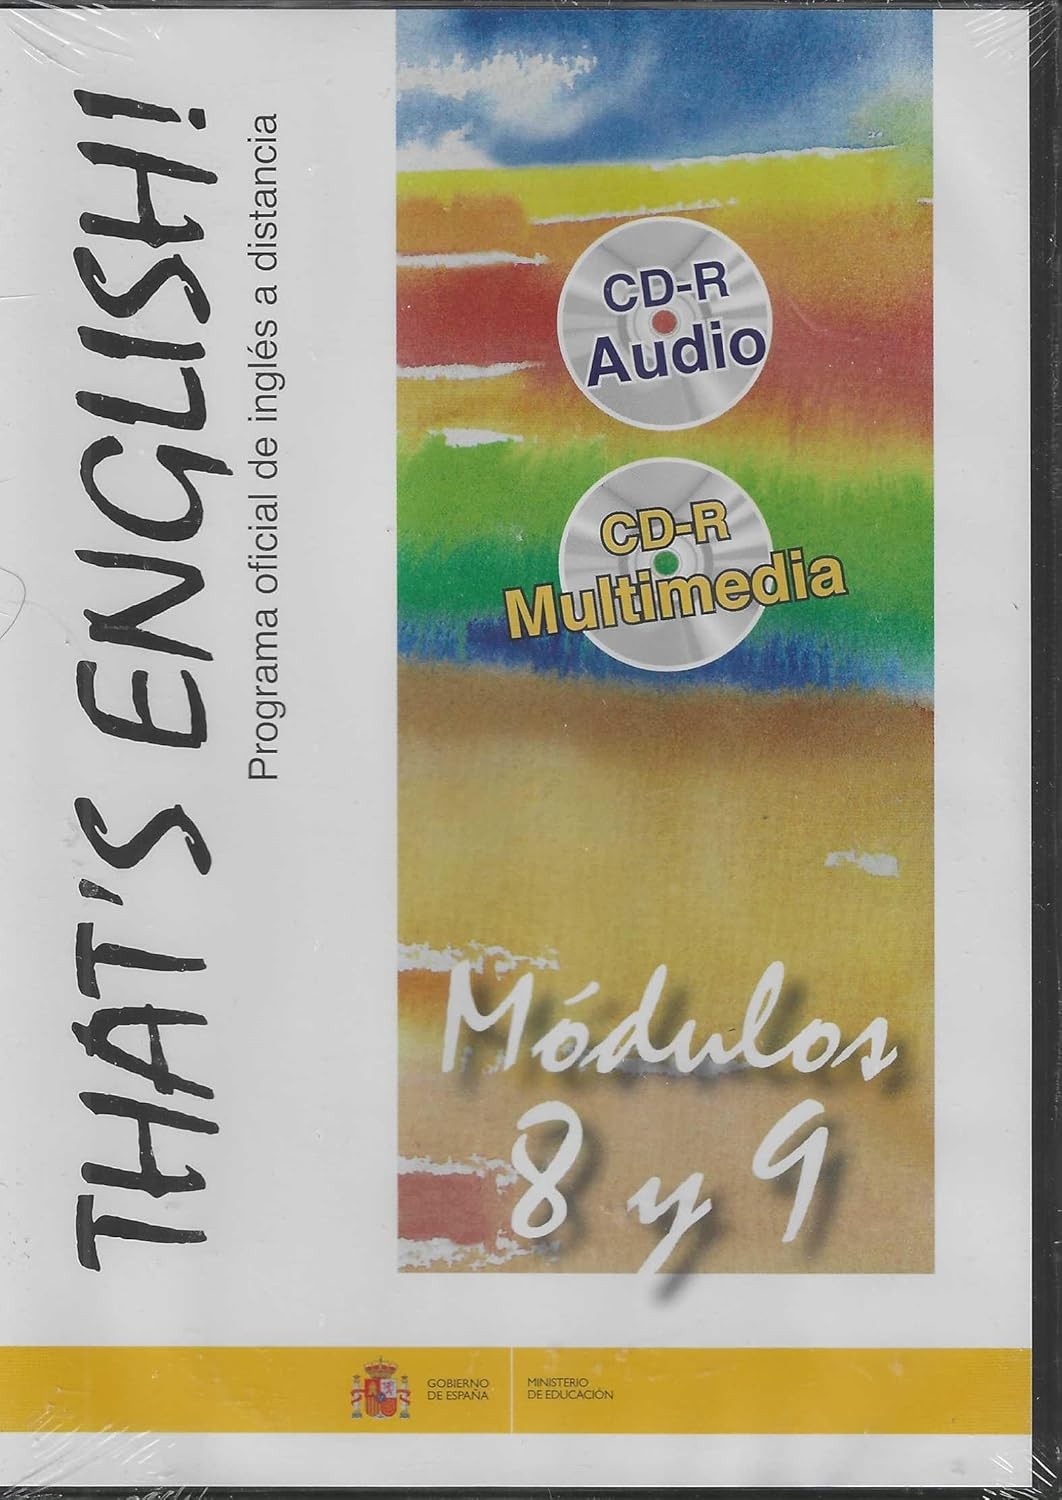 THAT'S ENGLISH!
Programa oficial de inglés a distancia
CD-R
Audio
CD-R
Multimedia
Módulos
8 y 9
GOBIERNO
DE ESPAÑA
MINISTERIO
DE EDUCACIÓN